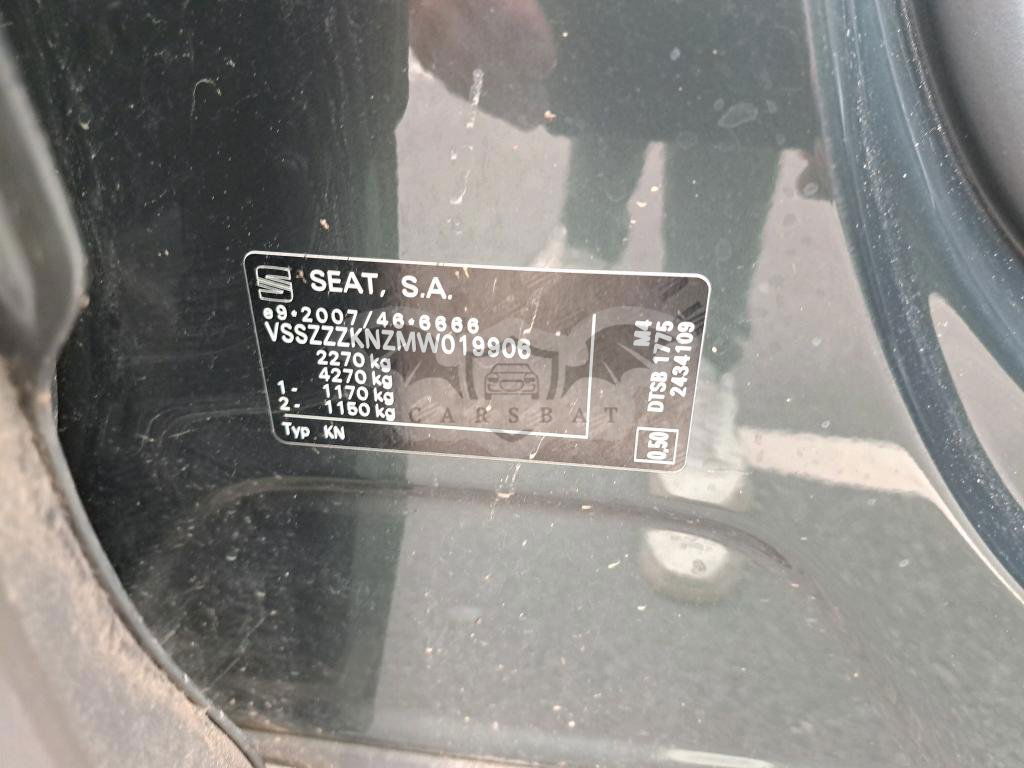 SEAT, S.A.
e9*2007/46*6666
VSSZZZKNZMW019906
2270 kg
4270 kg
1- 1170 kg
2- 1150 kg
Typ KN
M4
DTSB 1775
2434109
0,50
CARSBAT